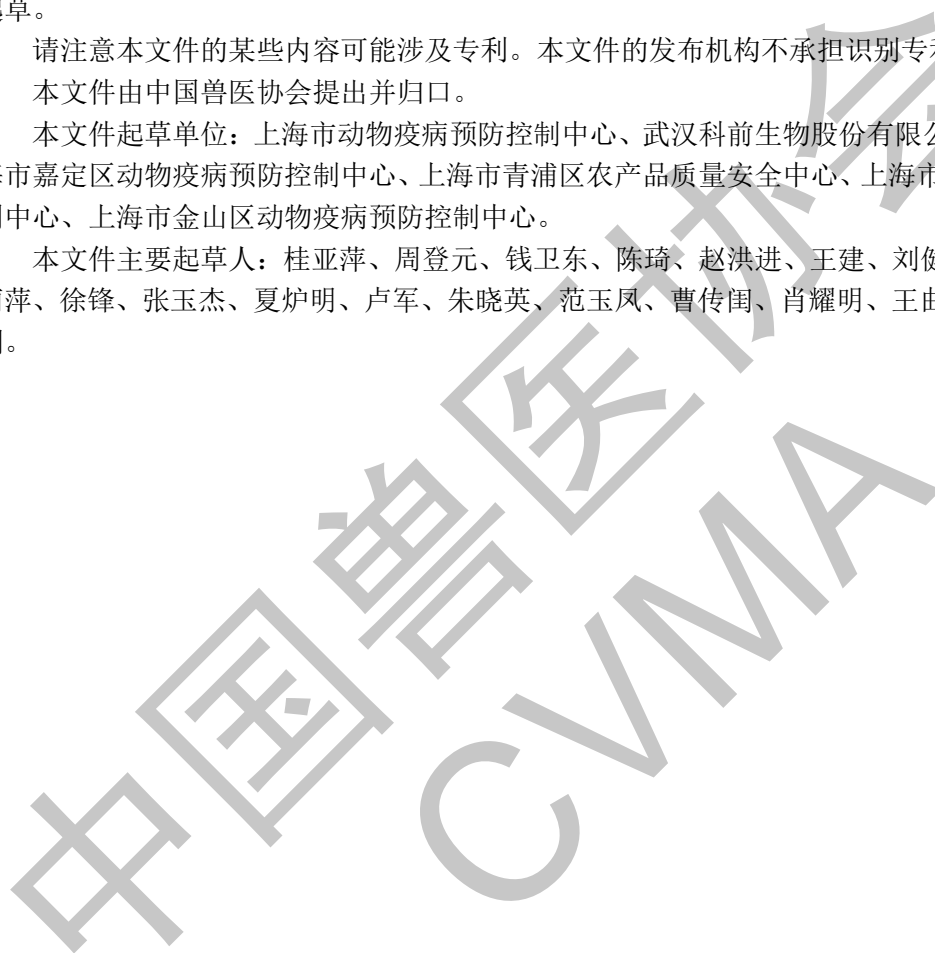 草。
请注意本文件的某些内容可能涉及专利。本文件的发布机构不承担识别专
本文件由中国兽医协会提出并归口。
本文件起草单位：上海市动物疫病预防控制中心、武汉科前生物股份有限
市嘉定区动物疫病预防控制中心、上海市青浦区农产品质量安全中心、上海市
中心、上海市金山区动物疫病预防控制中心。
本文件主要起草人：桂亚萍、周登元、钱卫东、陈琦、赵洪进、王建、刘健
萍、徐锋、张玉杰、夏炉明、卢军、朱晓英、范玉凤、曹传闺、肖耀明、王
。
中国兽医协会
CVMA